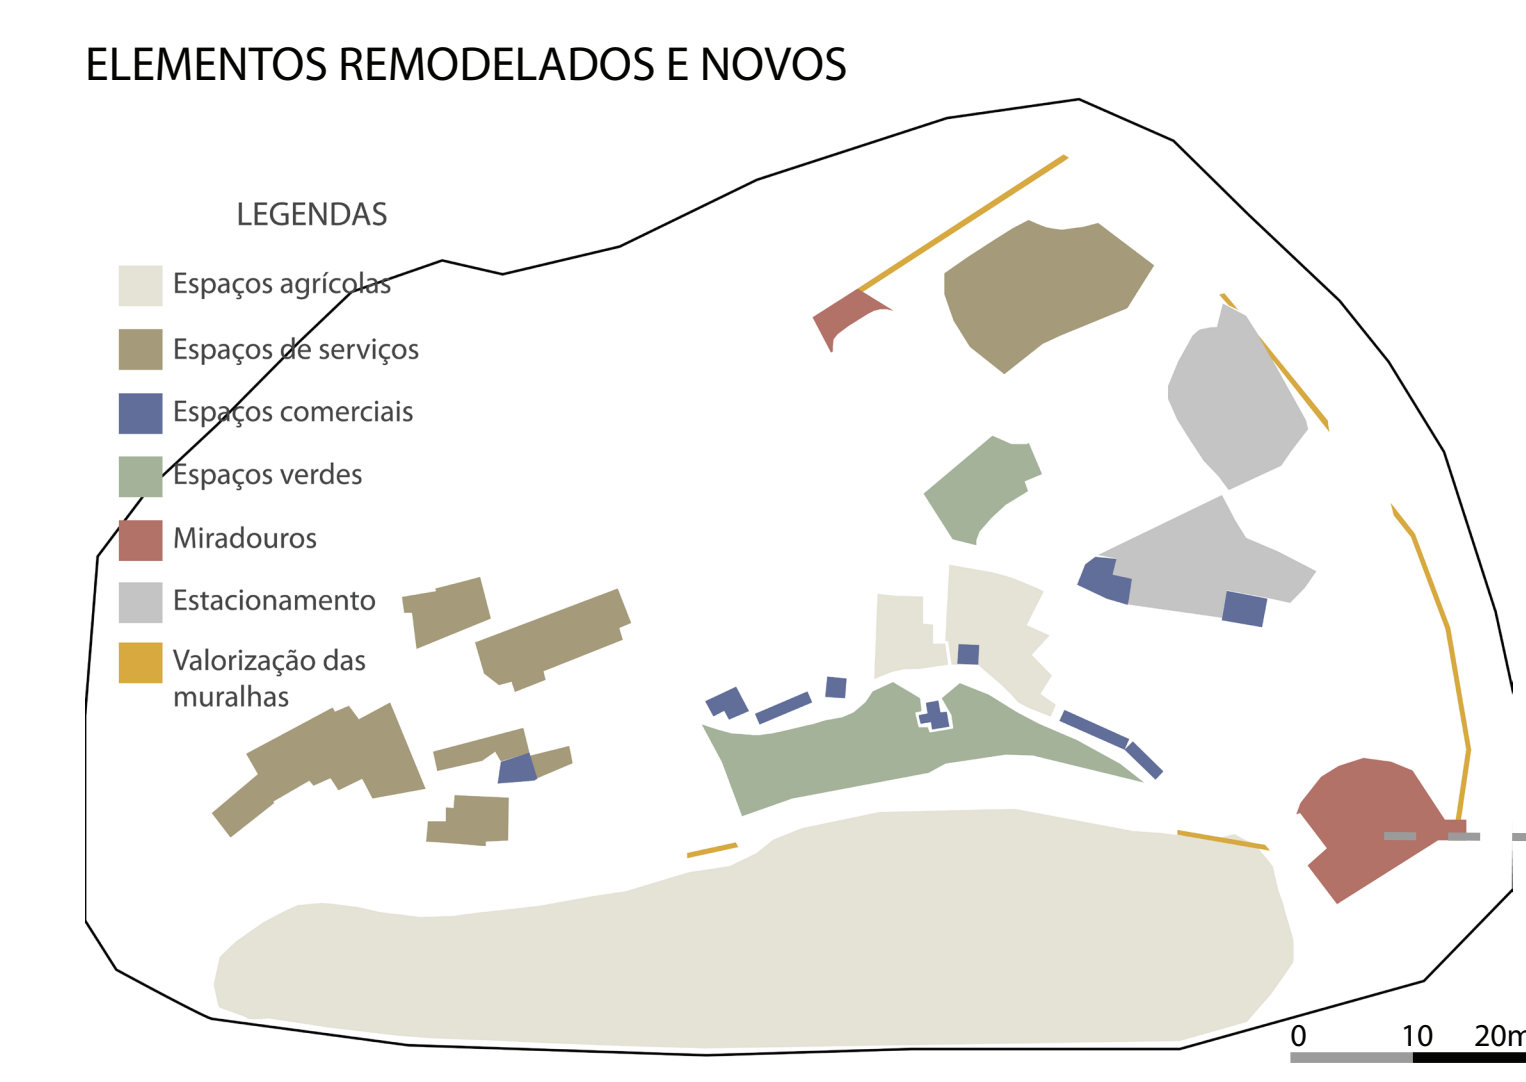 ELEMENTOS REMODELADOS E NOVOS
LEGENDAS
Espaços agrícolas
Espaços de serviços
Espaços comerciais
Espaços verdes
Miradouros
Estacionamento
Valorização das
muralhas
0 10 20m